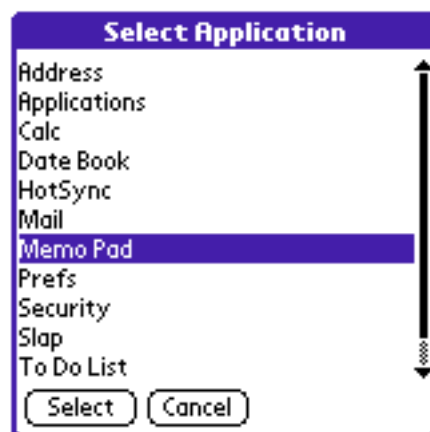 Select Application
Address
Applications
Calc
Date Book
HotSync
Mail
Memo Pad
Prefs
Security
Slap
To Do List
Select Cancel